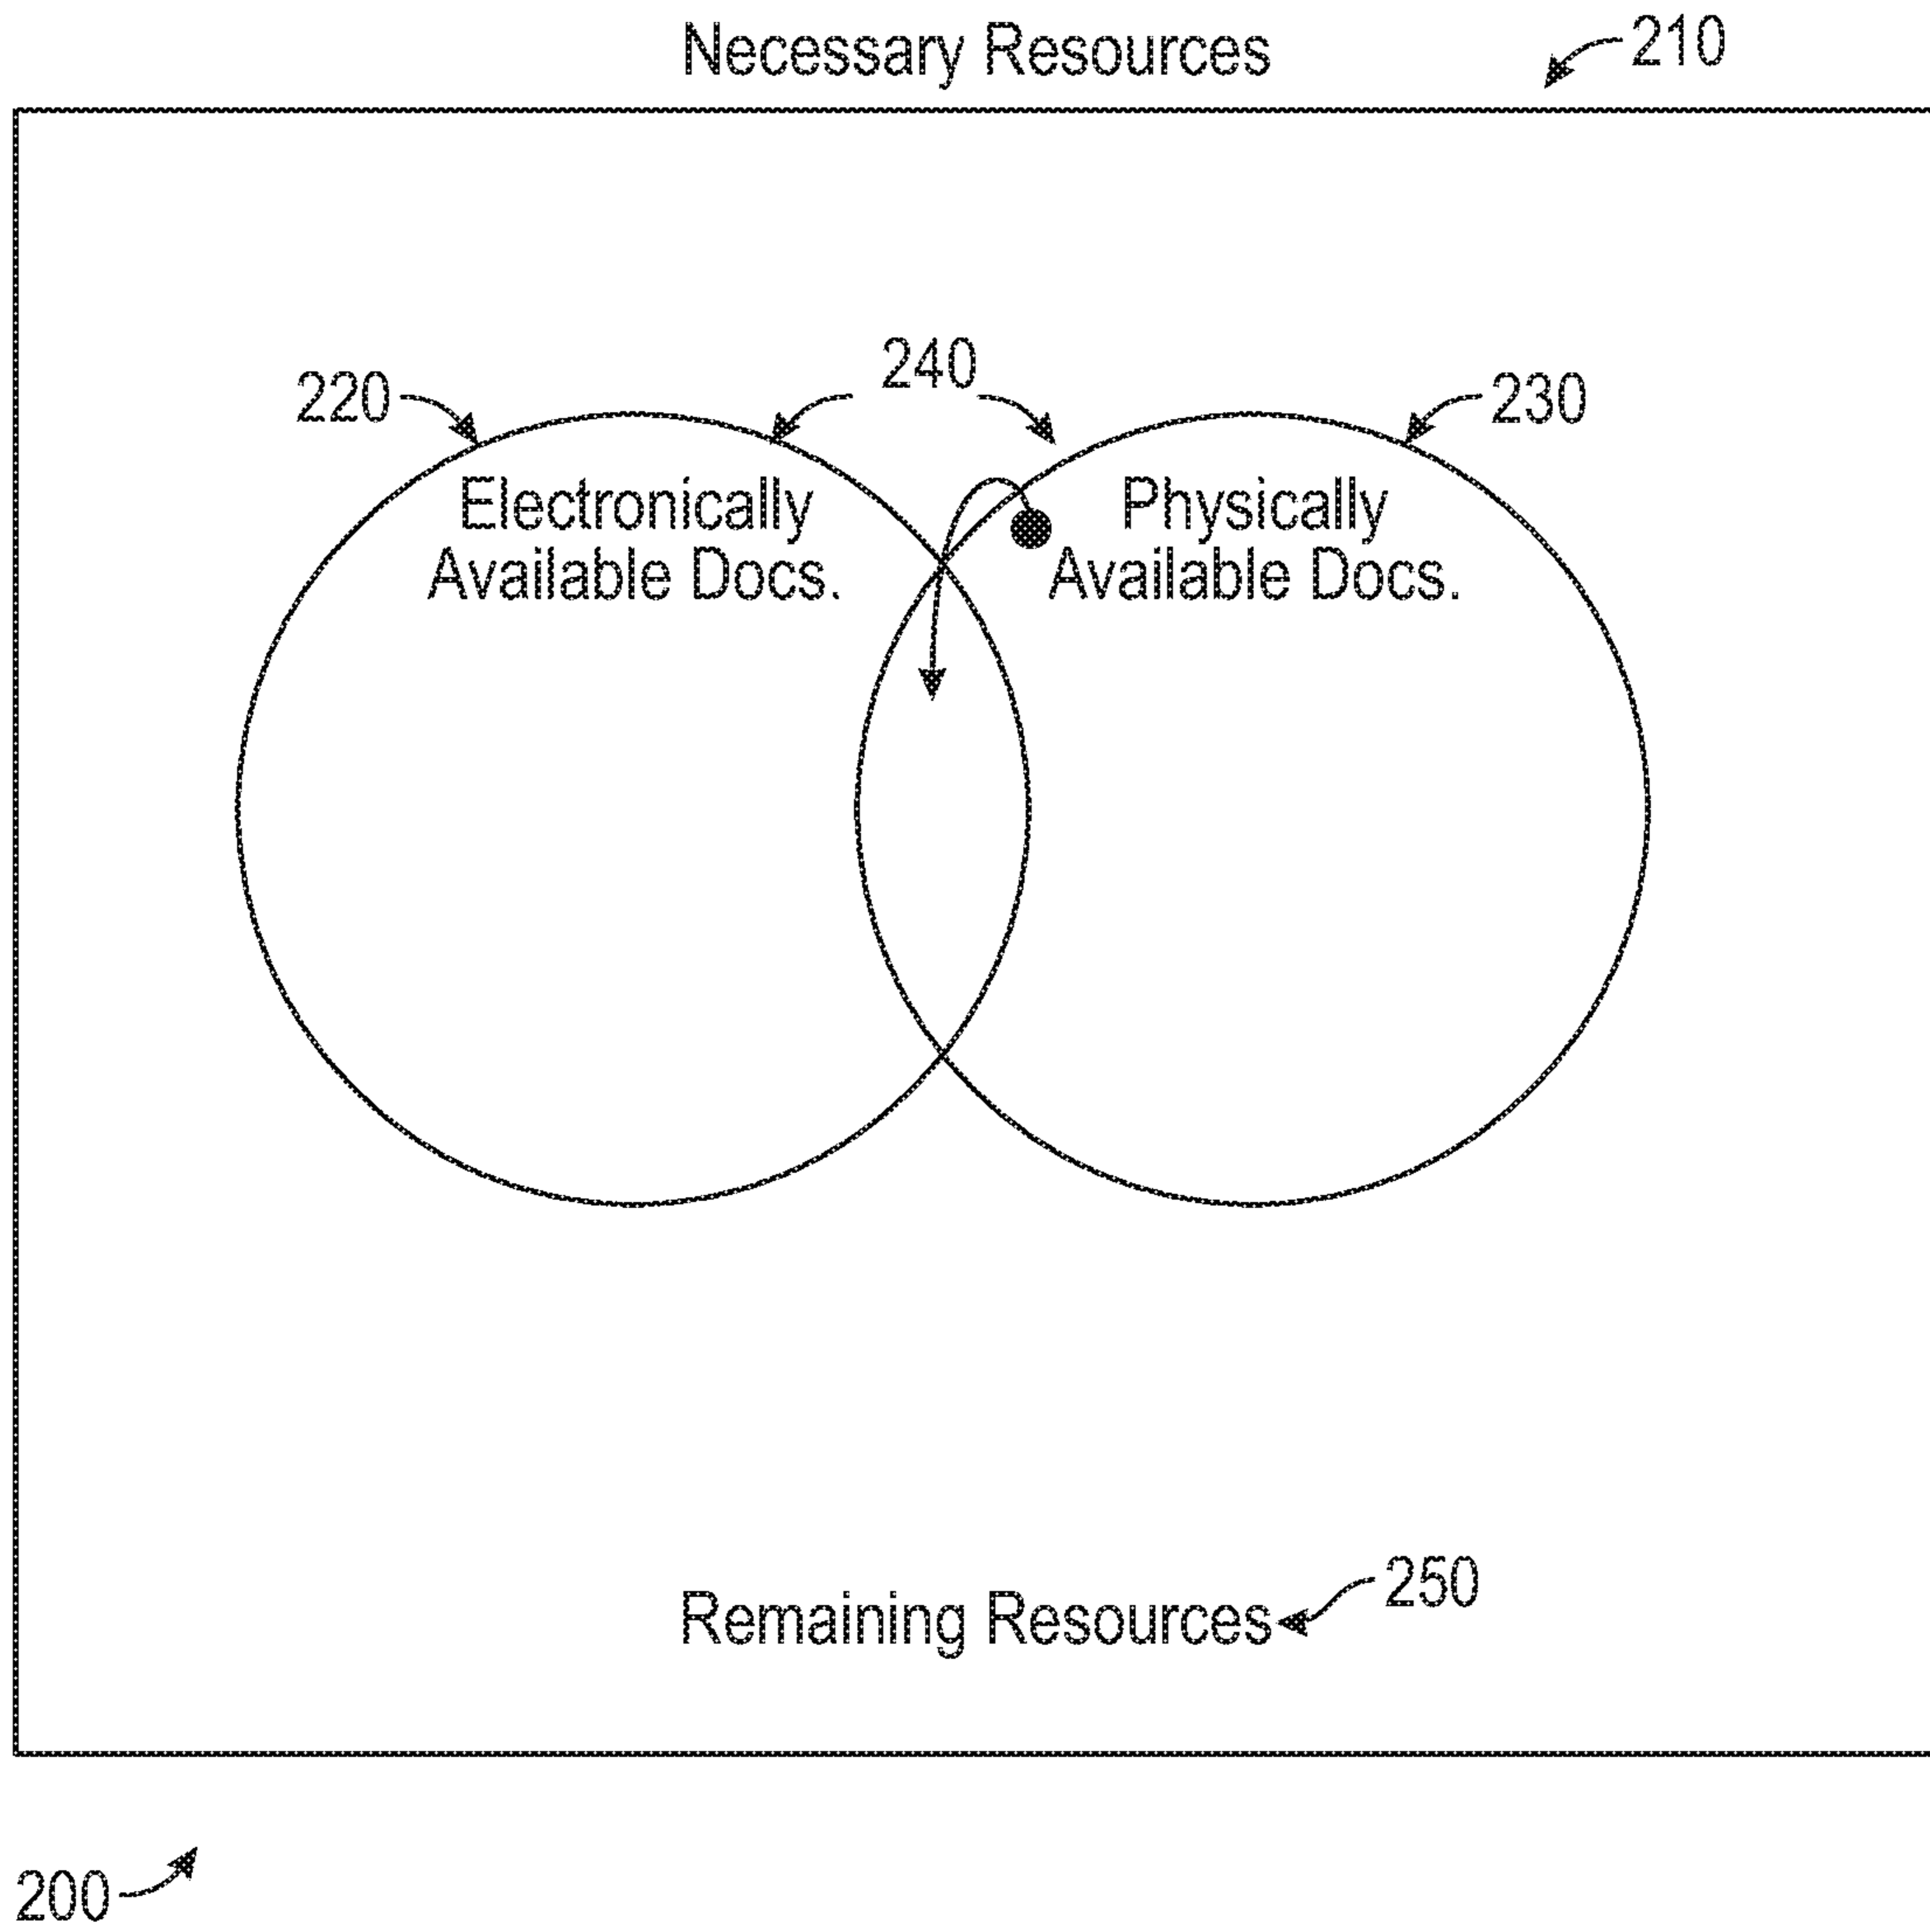 Necessary Resources
210
240
220
230
Electronically
Available Docs.
Physically
Available Docs.
250
Remaining Resources
200